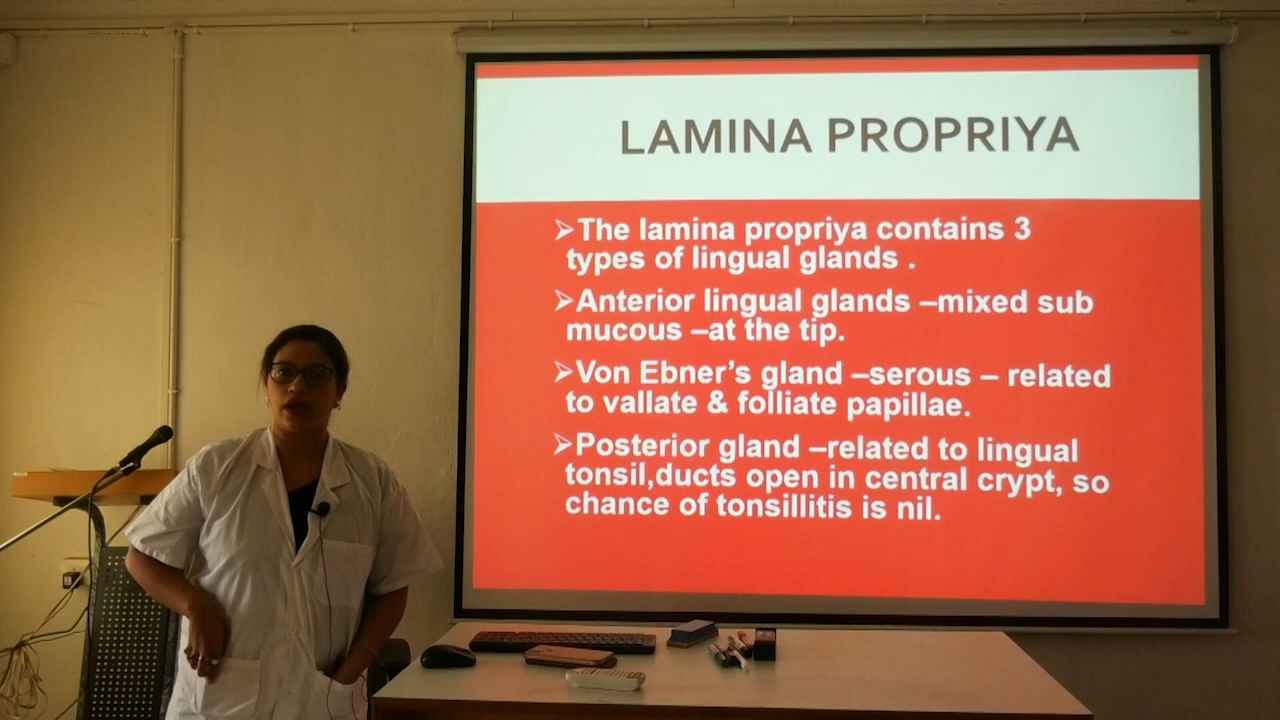 LAMINA PROPRIYA
➢The lamina propriya contains 3
types of lingual glands .
➢Anterior lingual glands –mixed sub
mucous –at the tip.
➢Von Ebner’s gland –serous – related
to vallate & folliate papillae.
➢Posterior gland –related to lingual
tonsil,ducts open in central crypt, so
chance of tonsillitis is nil.